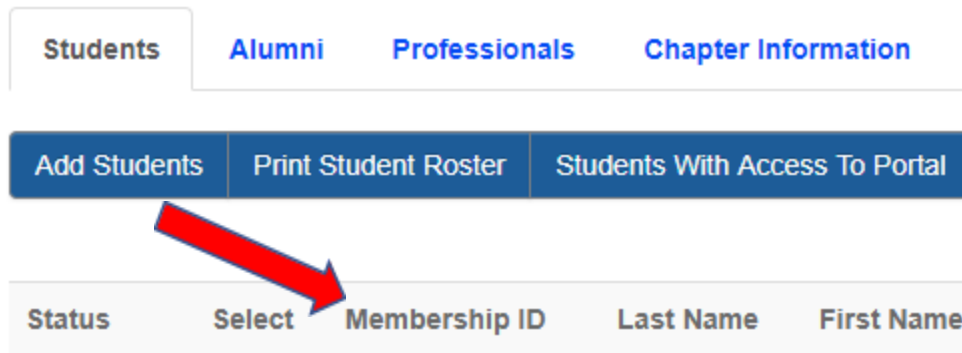 Students Alumni Professionals Chapter Information
Add Students Print Student Roster Students With Access To Portal
Status Select Membership ID Last Name First Name